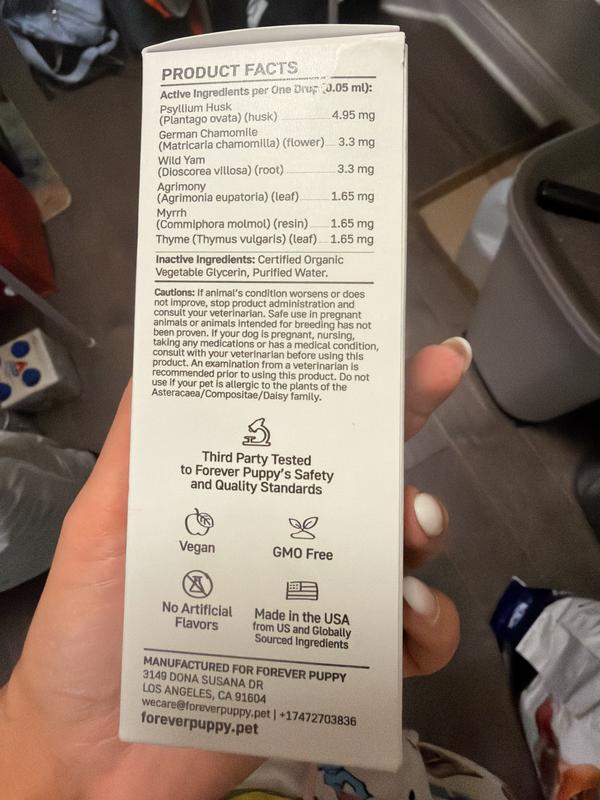 PRODUCT FACTS
Active Ingredients per One Drop (0.05 ml):
Psyllium Husk
(Plantago ovata) (husk) 4.95 mg
German Chamomile
(Matricaria chamomilla) (flower) 3.3 mg
Wild Yam
(Dioscorea villosa) (root) 3.3 mg
Agrimony
(Agrimonia eupatoria) (leaf) 1.65 mg
Myrrh
(Commiphora molmol) (resin) 1.65 mg
Thyme (Thymus vulgaris) (leaf) 1.65 mg
Inactive Ingredients: Certified Organic
Vegetable Glycerin, Purified Water.
Cautions: If animal's condition worsens or does
not improve, stop product administration and
consult your veterinarian. Safe use in pregnant
animals or animals intended for breeding has not
been proven. If your dog is pregnant, nursing,
taking any medications or has a medical condition,
consult with your veterinarian before using this
product. An examination from a veterinarian is
recommended prior to using this product. Do not
use if your pet is allergic to the plants of the
Asteracaea/Compositae/Daisy family.
Third Party Tested
to Forever Puppy's Safety
and Quality Standards
Vegan
GMO Free
No Artificial
Flavors
Made in the USA
from US and Globally
Sourced Ingredients
MANUFACTURED FOR FOREVER PUPPY
3149 DONA SUSANA DR
LOS ANGELES, CA 91604
wecare@foreverpuppy.pet | +17472703836
foreverpuppy.pet